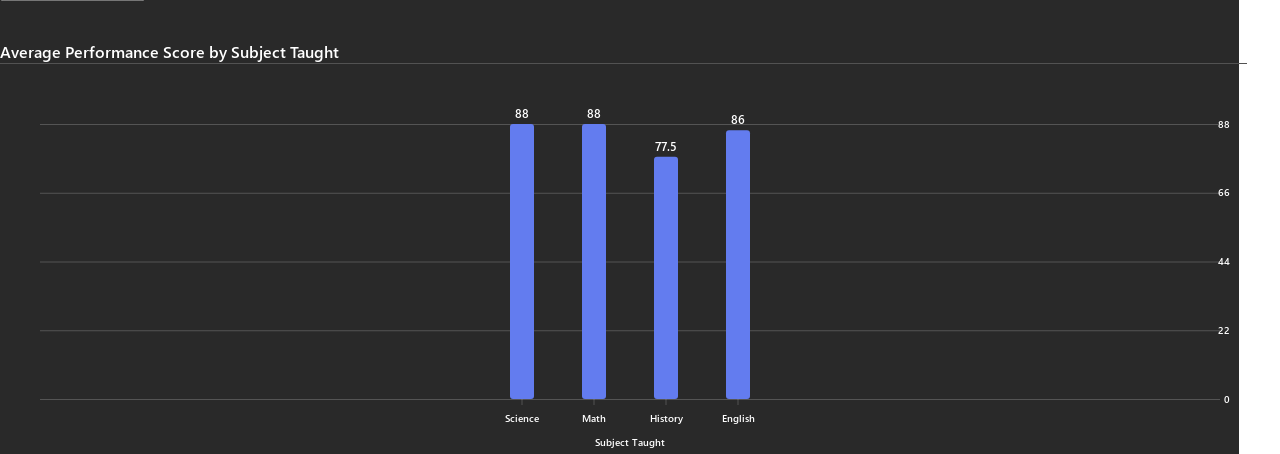 Average Performance Score by Subject Taught
88
88
77.5
86
88
66
44
22
0
Science
Math
History
English
Subject Taught